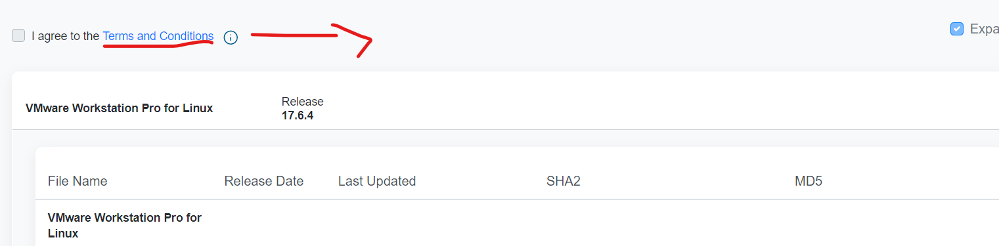 I agree to the Terms and Conditions
Expa
VMware Workstation Pro for Linux
Release
17.6.4
File Name Release Date Last Updated SHA2 MD5
VMware Workstation Pro for
Linux